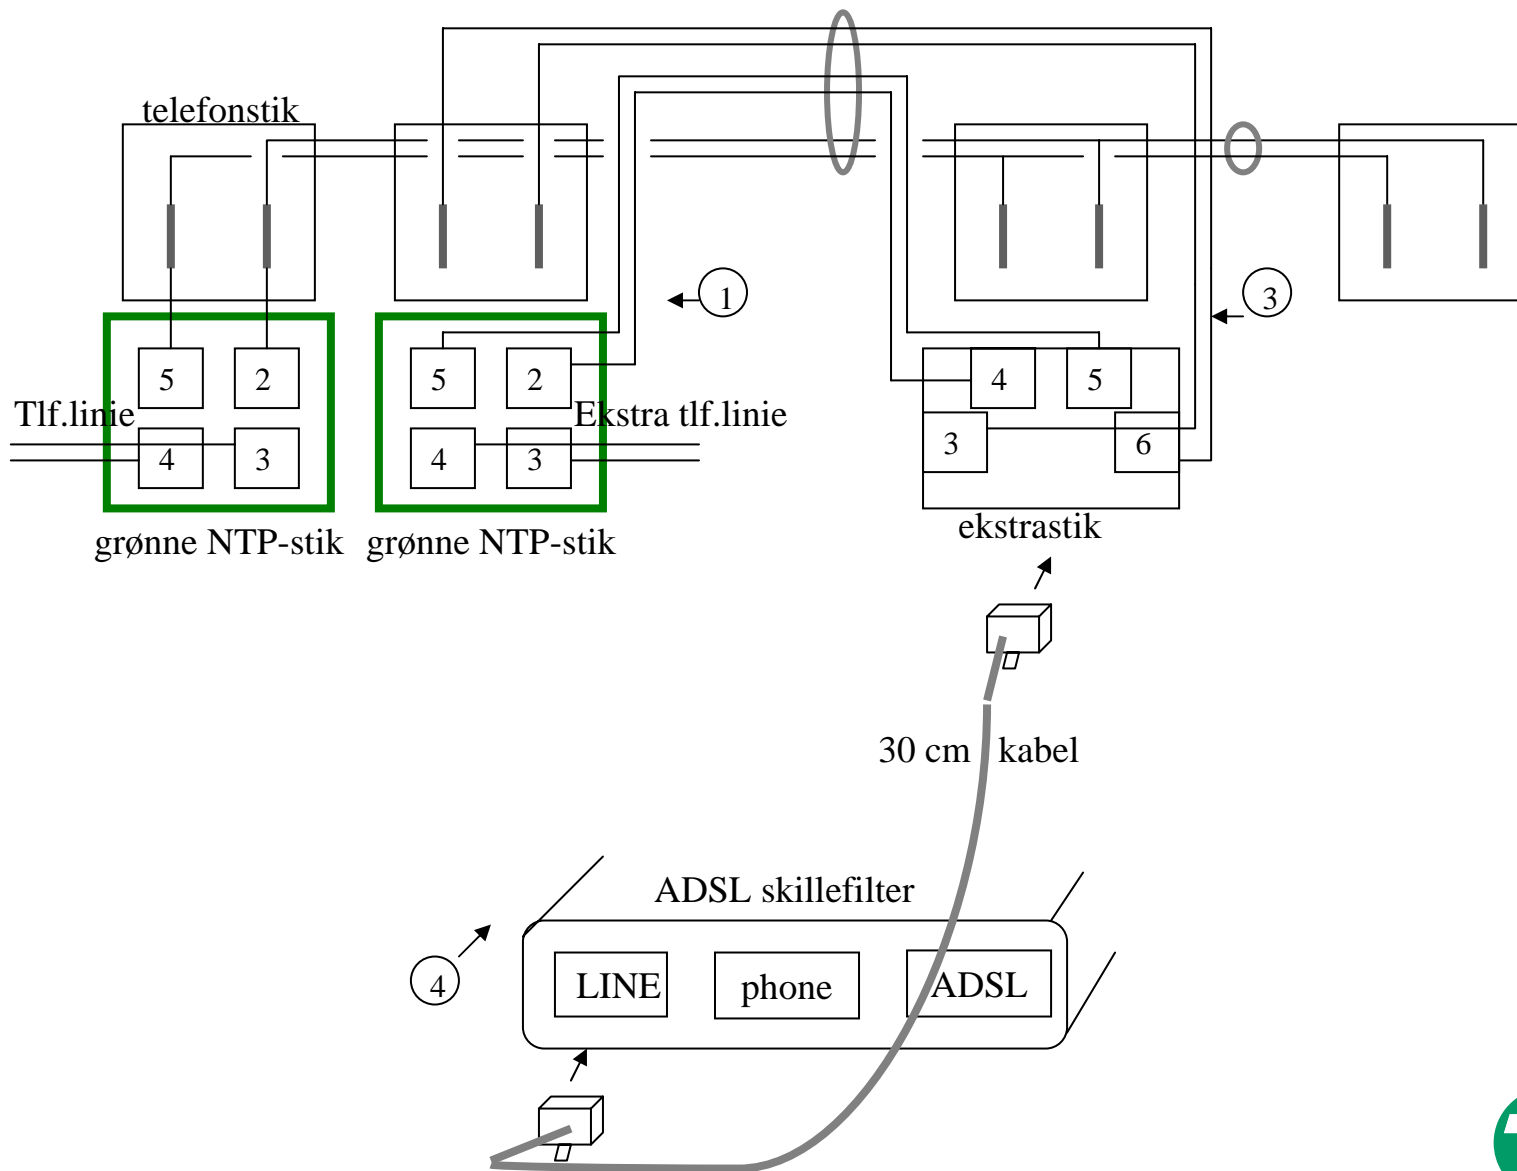 telefonstik
1
3
5 2
5 2
4 5
Tlf.linie
Ekstra tlf.linie
4 3
4 3
3 6
grønne NTP-stik
grønne NTP-stik
ekstrastik
30 cm kabel
ADSL skillefilter
4
LINE
phone
ADSL